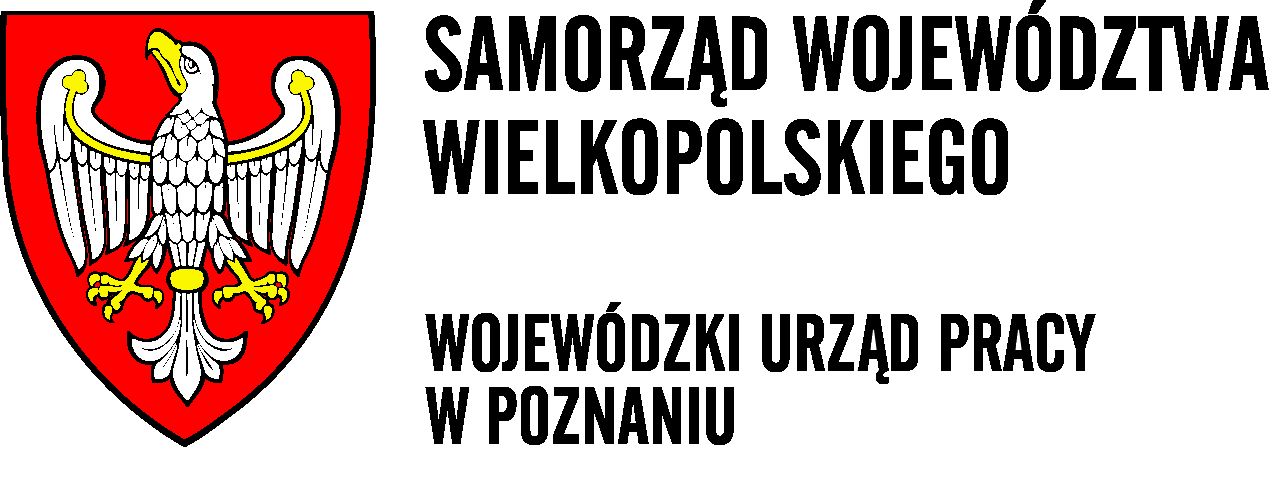 SAMORZĄD WOJEWÓDZTWA
WIELKOPOLSKIEGO
WOJEWÓDZKI URZĄD PRACY
W POZNANIU